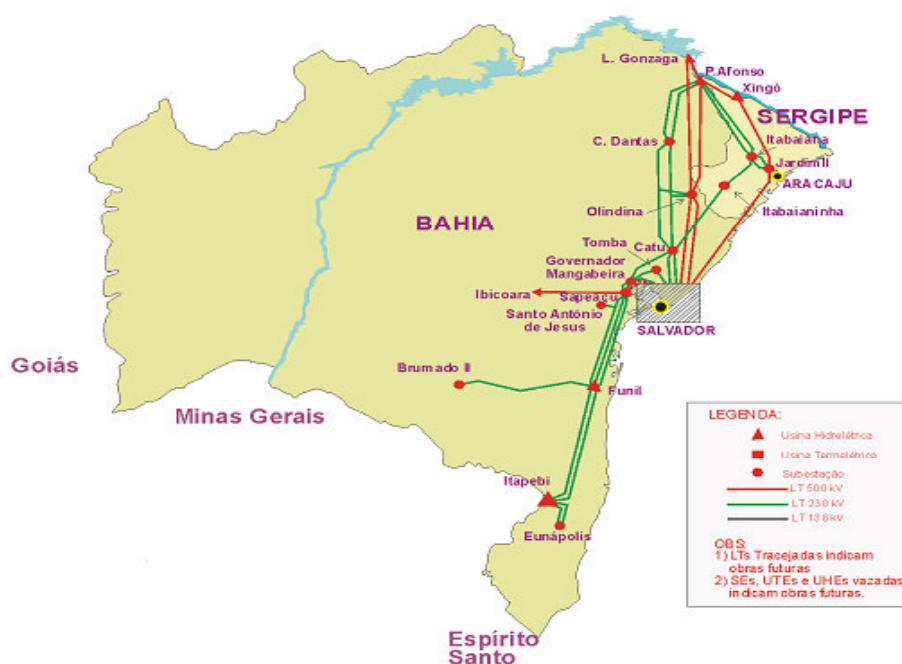 L. Gonzaga
P.Afonso
Xingó
SERGIPE
Itabaiana
C. Dantas
Jardim II
ARACAJU
Olindina
Itabaianinha
BAHIA
Tomba
Catu
Governador
Mangabeira
Ibicoara
Sapeaçu
Santo Antônio
de Jesus
SALVADOR
Goiás
Brumado II
Funil
Minas Gerais
Itapebi
Eunápolis
Espírito
Santo
LEGENDA:
Usina Hidrelétrica
Usina Termelétrica
Subestação
LT 500 kV
LT 230 kV
LT 138 kV
OBS:
1) LTs Tracejadas indicam
obras futuras
2) SEs, UTEs e UHEs vazadas
indicam obras futuras.